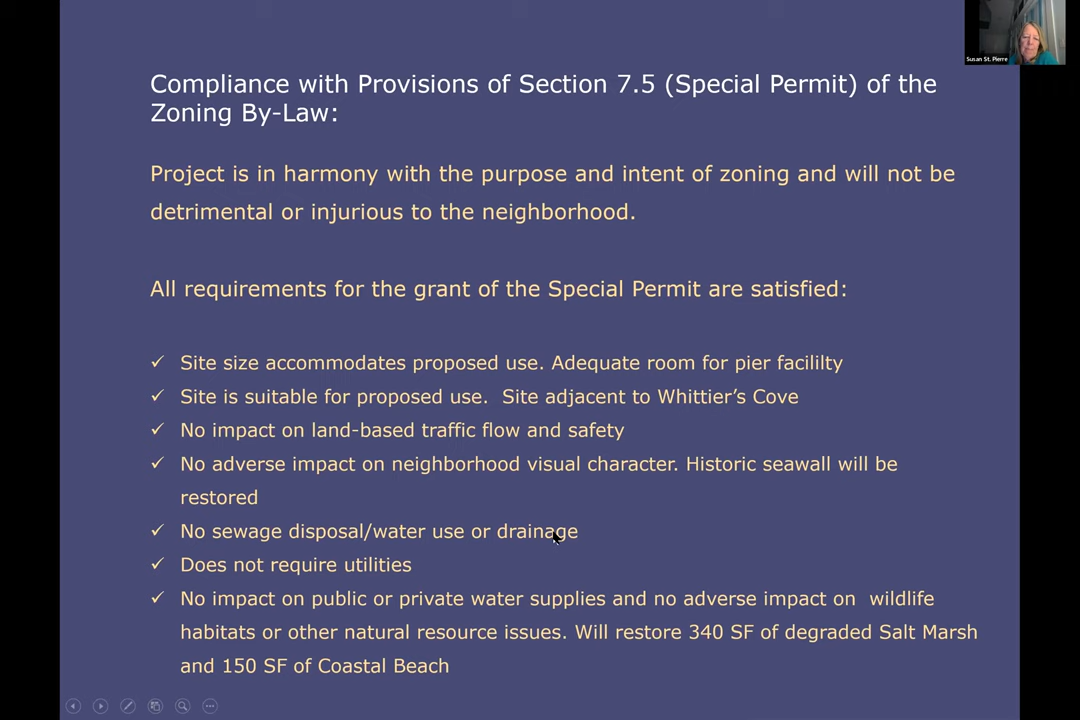 Susan St. Pierre
Compliance with Provisions of Section 7.5 (Special Permit) of the
Zoning By-Law:
Project is in harmony with the purpose and intent of zoning and will not be
detrimental or injurious to the neighborhood.
All requirements for the grant of the Special Permit are satisfied:
✓ Site size accommodates proposed use. Adequate room for pier facililty
✓ Site is suitable for proposed use.  Site adjacent to Whittier’s Cove
✓ No impact on land-based traffic flow and safety
✓ No adverse impact on neighborhood visual character. Historic seawall will be
restored
✓ No sewage disposal/water use or drainage
✓ Does not require utilities
✓ No impact on public or private water supplies and no adverse impact on  wildlife
habitats or other natural resource issues. Will restore 340 SF of degraded Salt Marsh
and 150 SF of Coastal Beach